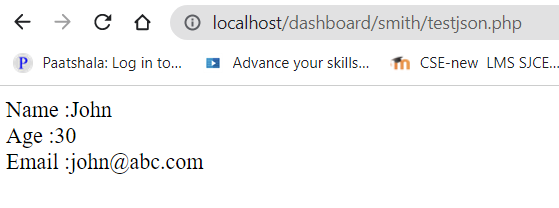 localhost/dashboard/smith/testjson.php
P Paatshala: Log in to... Advance your skills... CSE-new LMS SJCE...
Name :John
Age :30
Email :john@abc.com